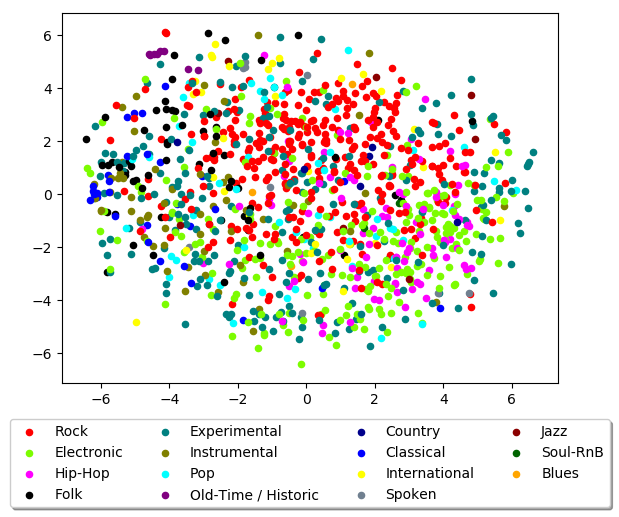 6
4
2
0
−2
−4
−6
−6 −4 −2 0 2 4 6
Rock Experimental Country Jazz
Electronic Instrumental Classical Soul-RnB
Hip-Hop Pop International Blues
Folk Old-Time / Historic Spoken